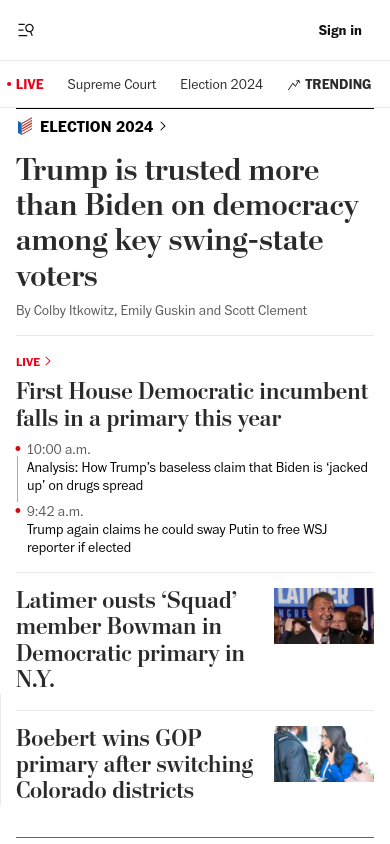 Sign in
LIVE
Supreme Court
Election 2024
TRENDING
ELECTION 2024
Trump is trusted more
than Biden on democracy
among key swing-state
voters
By Colby Itkowitz, Emily Guskin and Scott Clement
LIVE
First House Democratic incumbent
falls in a primary this year
10:00 a.m.
Analysis: How Trump’s baseless claim that Biden is ‘jacked
up’ on drugs spread
9:42 a.m.
Trump again claims he could sway Putin to free WSJ
reporter if elected
Latimer ousts ‘Squad’
member Bowman in
Democratic primary in
N.Y.
LATIMER
Boebert wins GOP
primary after switching
Colorado districts